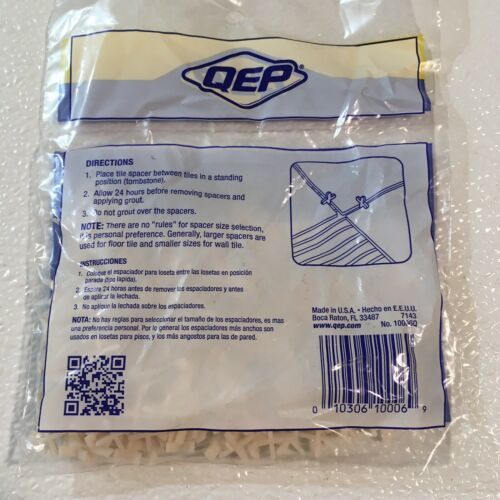 QEP®
DIRECTIONS
1. Place tile spacer between tiles in a standing
position (tombstone).
2. Allow 24 hours before removing spacers and
applying grout.
3. Do not grout over the spacers.
NOTE: There are no "rules" for spacer size selection,
it is personal preference. Generally, larger spacers are
used for floor tile and smaller sizes for wall tile.
INSTRUCCIONES
1. Coloque el espaciador para loseta entre las losetas en posición
parada (tipo lapida).
2. Espere 24 horas antes de remover los espaciadores y antes
de aplicar la lechada.
3. No aplique la lechada sobre los espaciadores.
NOTA: No hay reglas para seleccionar el tamaño de los espaciadores, es mas
una preferencia personal. Por lo general los espaciadores más anchos son
usados en losetas para pisos, y los más angostos para las de pared.
Made in U.S.A. • Hecho en E.E.U.U.
Boca Raton, FL 33487 7143
www.qep.com No.
0 10306 10006 9